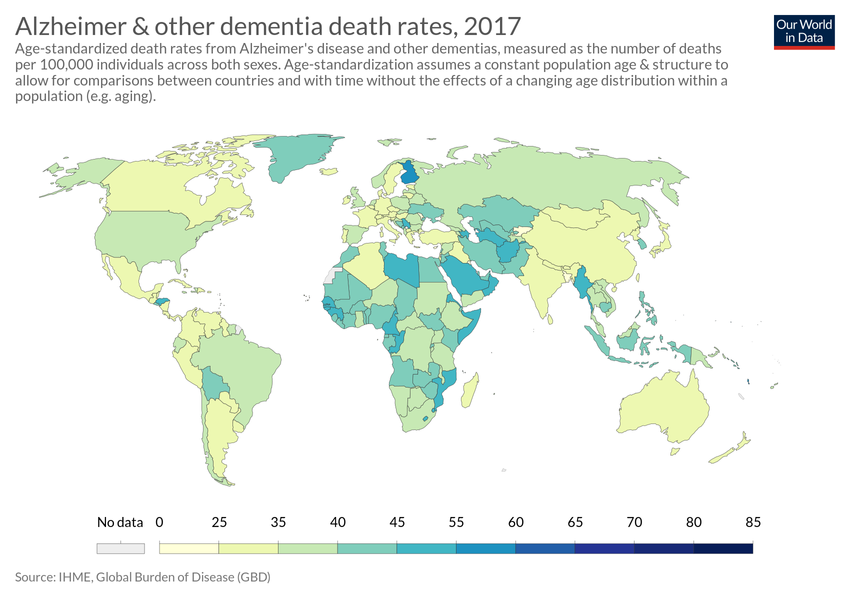 Alzheimer & other dementia death rates, 2017
Our World
in Data
Age-standardized death rates from Alzheimer's disease and other dementias, measured as the number of deaths
per 100,000 individuals across both sexes. Age-standardization assumes a constant population age & structure to
allow for comparisons between countries and with time without the effects of a changing age distribution within a
population (e.g. aging).
No data 0 25 35 40 45 55 60 65 70 80 85
Source: IHME, Global Burden of Disease (GBD)